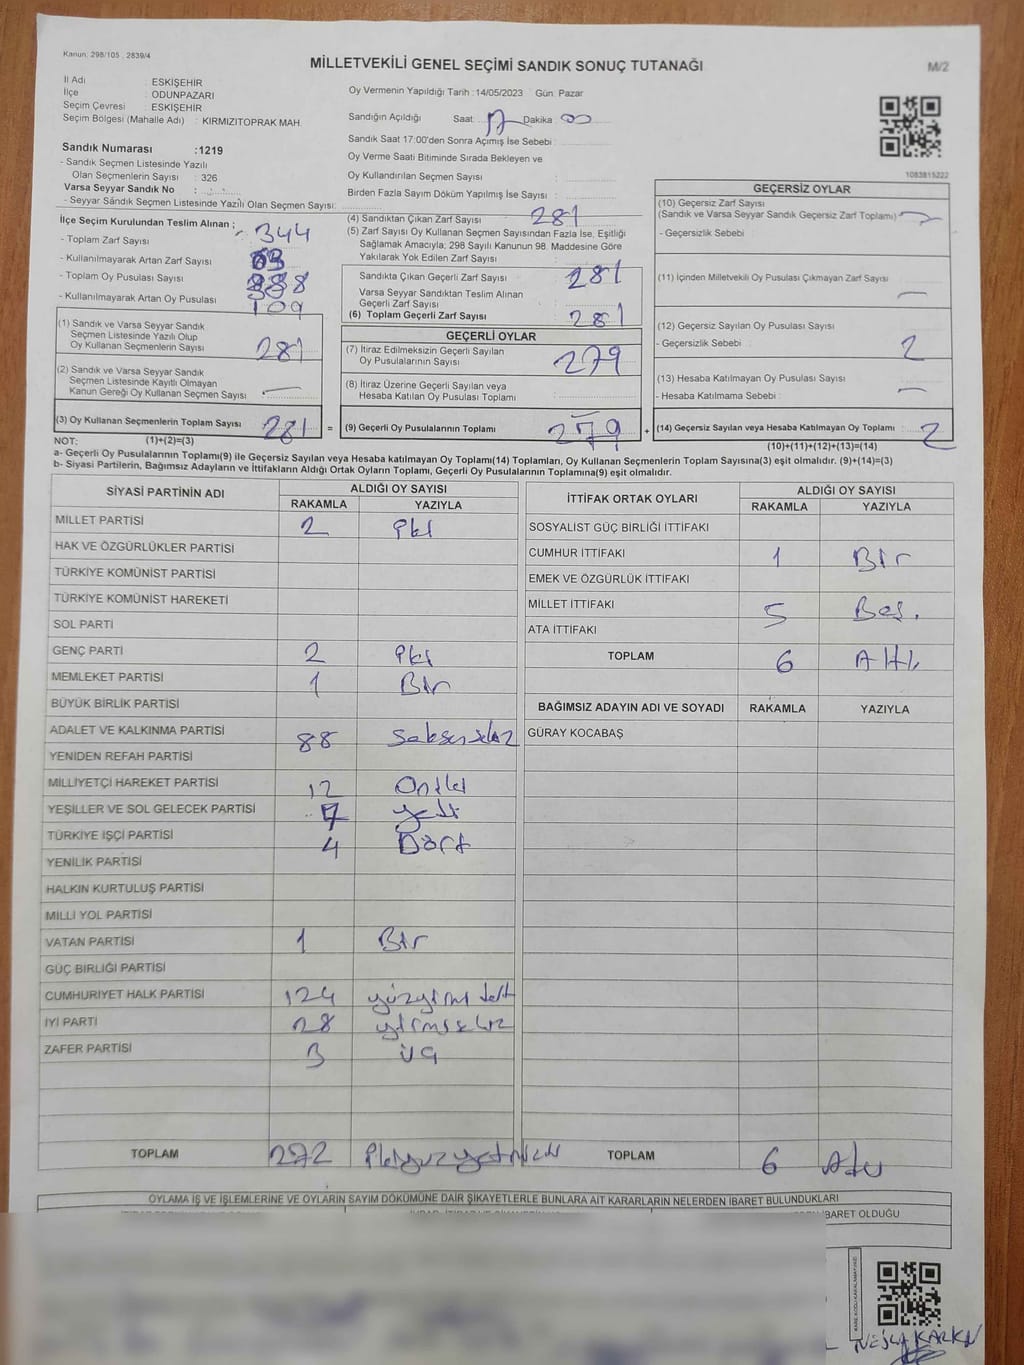 Kanun: 298/105 , 2839/4
MİLLETVEKİLİ GENEL SEÇİMİ SANDIK SONUÇ TUTANAĞI
M/2
İl Adı : ESKİŞEHİR
İlçe : ODUNPAZARI
Seçim Çevresi : ESKİŞEHİR
Seçim Bölgesi (Mahalle Adı) : KIRMIZITOPRAK MAH.
Oy Vermenin Yapıldığı Tarih :14/05/2023 Gün: Pazar
Sandığın Açıldığı Saat Dakika 00
Sandık Saat 17:00'den Sonra Açımış İse Sebebi :
Oy Verme Saati Bitiminde Sırada Bekleyen ve
Oy Kullandırılan Seçmen Sayısı :
Birden Fazla Sayım Döküm Yapılmış İse Sayısı :
1083815222
Sandık Numarası :1219
- Sandık Seçmen Listesinde Yazılı
Olan Seçmenlerin Sayısı : 326
Varsa Seyyar Sandık No :
- Seyyar Sandık Seçmen Listesinde Yazılı Olan Seçmen Sayısı:
İlçe Seçim Kurulundan Teslim Alınan ;
- Toplam Zarf Sayısı 344
- Kullanılmayarak Artan Zarf Sayısı 63
- Toplam Oy Pusulası Sayısı 388
- Kullanılmayarak Artan Oy Pusulası 109
(1) Sandık ve Varsa Seyyar Sandık
Seçmen Listesinde Yazılı Olup
Oy Kullanan Seçmenlerin Sayısı 281
(2) Sandık ve Varsa Seyyar Sandık
Seçmen Listesinde Kayıtlı Olmayan
Kanun Gereği Oy Kullanan Seçmen Sayısı
(3) Oy Kullanan Seçmenlerin Toplam Sayısı 281 =
(4) Sandıktan Çıkan Zarf Sayısı 281
(5) Zarf Sayısı Oy Kullanan Seçmen Sayısından Fazla İse, Eşitliği
Sağlamak Amacıyla; 298 Sayılı Kanunun 98. Maddesine Göre
Yakılarak Yok Edilen Zarf Sayısı
Sandıkta Çıkan Geçerli Zarf Sayısı 281
Varsa Seyyar Sandıktan Teslim Alınan
Geçerli Zarf Sayısı
(6) Toplam Geçerli Zarf Sayısı 281
GEÇERLİ OYLAR
(7) İtiraz Edilmeksizin Geçerli Sayılan
Oy Pusulalarının Sayısı 279
(8) İtiraz Üzerine Geçerli Sayılan veya
Hesaba Katılan Oy Pusulası Toplamı
(9) Geçerli Oy Pusulalarının Toplamı 279 +
GEÇERSİZ OYLAR
(10) Geçersiz Zarf Sayısı
(Sandık ve Varsa Seyyar Sandık Geçersiz Zarf Toplamı)
- Geçersizlik Sebebi :
(11) İçinden Milletvekili Oy Pusulası Çıkmayan Zarf Sayısı
(12) Geçersiz Sayılan Oy Pusulası Sayısı
- Geçersizlik Sebebi : 2
(13) Hesaba Katılmayan Oy Pusulası Sayısı
- Hesaba Katılmama Sebebi :
(14) Geçersiz Sayılan veya Hesaba Katılmayan Oy Toplamı : 2
NOT: (1)+(2)=(3) (10)+(11)+(12)+(13)=(14)
a- Geçerli Oy Pusulalarının Toplamı(9) ile Geçersiz Sayılan veya Hesaba katılmayan Oy Toplamı(14) Toplamları, Oy Kullanan Seçmenlerin Toplam Sayısına(3) eşit olmalıdır. (9)+(14)=(3)
b- Siyasi Partilerin, Bağımsız Adayların ve İttifakların Aldığı Ortak Oyların Toplamı, Geçerli Oy Pusulalarının Toplamına(9) eşit olmalıdır.
SİYASİ PARTİNİN ADI ALDIĞI OY SAYISI
RAKAMLA YAZIYLA
MİLLET PARTİSİ 2 İki
HAK VE ÖZGÜRLÜKLER PARTİSİ
TÜRKİYE KOMÜNİST PARTİSİ
TÜRKİYE KOMÜNİST HAREKETİ
SOL PARTİ
GENÇ PARTİ 2 İki
MEMLEKET PARTİSİ 1 Bir
BÜYÜK BİRLİK PARTİSİ
ADALET VE KALKINMA PARTİSİ 88 Seksensekiz
YENİDEN REFAH PARTİSİ
MİLLİYETÇİ HAREKET PARTİSİ 12 Oniki
YEŞİLLER VE SOL GELECEK PARTİSİ 7 yedi
TÜRKİYE İŞÇİ PARTİSİ 4 Dört
YENİLİK PARTİSİ
HALKIN KURTULUŞ PARTİSİ
MİLLİ YOL PARTİSİ
VATAN PARTİSİ 1 Bir
GÜÇ BİRLİĞİ PARTİSİ
CUMHURİYET HALK PARTİSİ 124 yüzyirmi dört
İYİ PARTİ 28 yirmisekiz
ZAFER PARTİSİ 3 üç
TOPLAM 272
İTTİFAK ORTAK OYLARI ALDIĞI OY SAYISI
RAKAMLA YAZIYLA
SOSYALİST GÜÇ BİRLİĞİ İTTİFAKI
CUMHUR İTTİFAKI 1 Bir
EMEK VE ÖZGÜRLÜK İTTİFAKI
MİLLET İTTİFAKI 5 Beş.
ATA İTTİFAKI
TOPLAM 6 Altı
BAĞIMSIZ ADAYIN ADI VE SOYADI RAKAMLA YAZIYLA
GÜRAY KOCABAŞ
TOPLAM 6
OYLAMA İŞ VE İŞLEMLERİNE VE OYLARIN SAYIM DÖKÜMÜNE DAİR ŞİKAYETLERLE BUNLARA AİT KARARLARIN NELERDEN İBARET BULUNDUKLARI
İBARET OLDUĞU